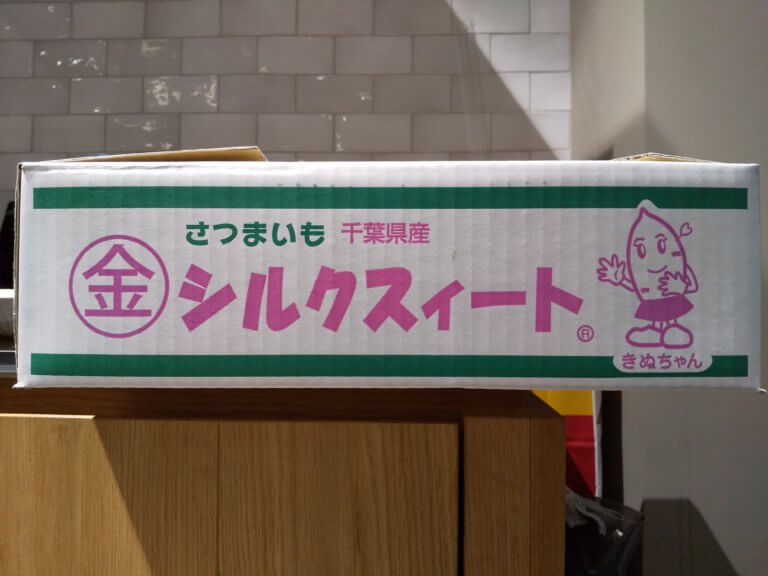 さつまいも 千葉県産
金 シルクスィート®
きぬちゃん